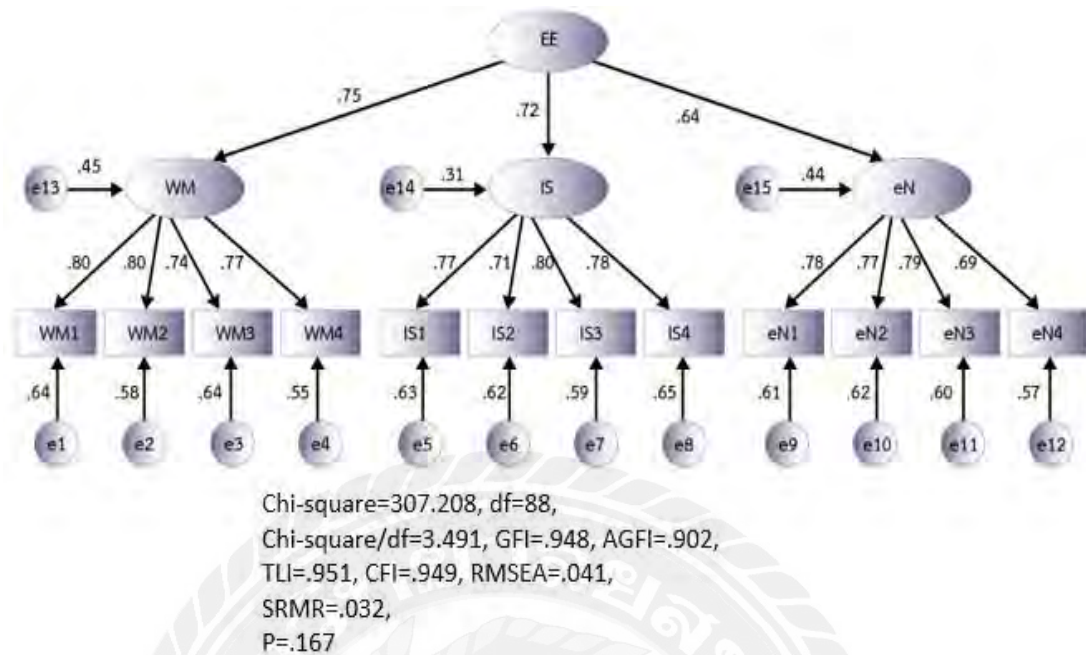 EE
.75 .72 .64
e13 .45 WM e14 .31 IS e15 .44 eN
.80 .80 .74 .77 .77 .71 .80 .78 .78 .77 .79 .69
WM1 WM2 WM3 WM4 IS1 IS2 IS3 IS4 eN1 eN2 eN3 eN4
.64 .58 .64 .55 .63 .62 .59 .65 .61 .62 .60 .57
e1 e2 e3 e4 e5 e6 e7 e8 e9 e10 e11 e12
Chi-square=307.208, df=88,
Chi-square/df=3.491, GFI=.948, AGFI=.902,
TLI=.951, CFI=.949, RMSEA=.041,
SRMR=.032,
P=.167